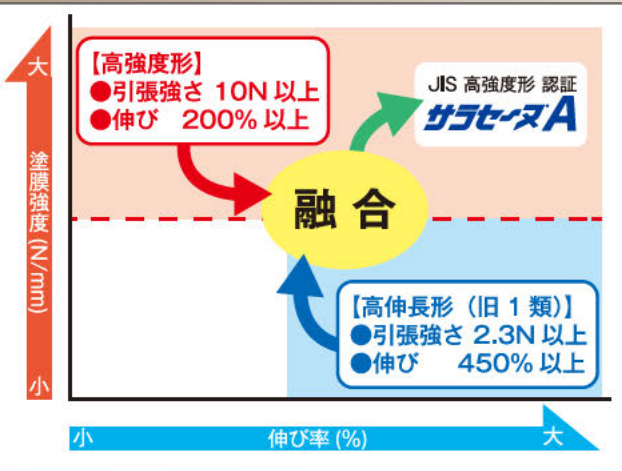 大
塗膜強度(N/mm)
小
【高強度形】
●引張強さ 10N 以上
●伸び 200% 以上
JIS 高強度形 認証
サラセーヌA
融合
【高伸長形（旧 1 類）】
●引張強さ 2.3N 以上
●伸び 450% 以上
小
伸び率(%)
大